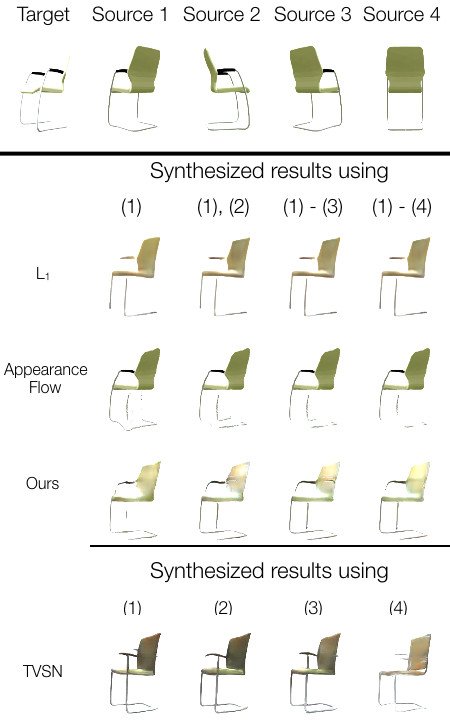 Target Source 1 Source 2 Source 3 Source 4
Synthesized results using
(1) (1), (2) (1) - (3) (1) - (4)
L₁
Appearance
Flow
Ours
Synthesized results using
(1) (2) (3) (4)
TVSN